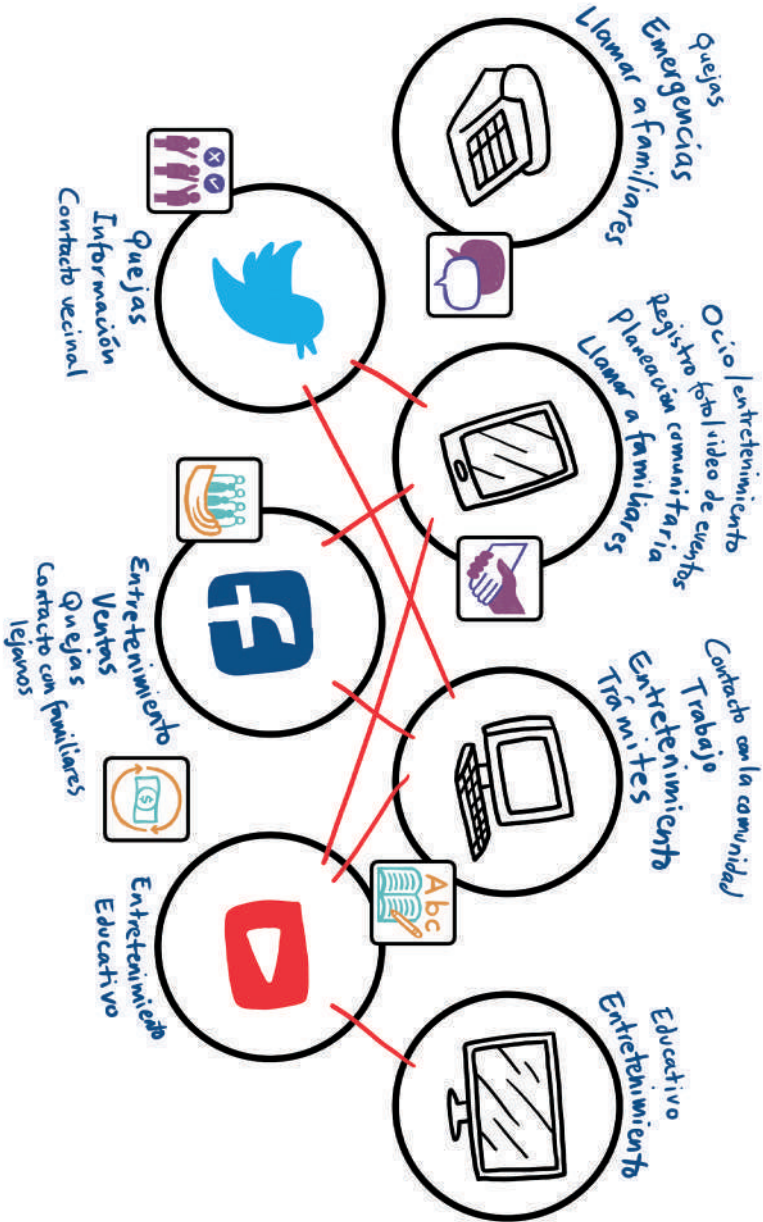 Quejas
Emergencias
Llamar a familiares
Ocio/entretenimiento
Registro foto/video de eventos
Planeación comunitaria
Llamar a familiares
Contacto con la comunidad
Trabajo
Entretenimiento
Trámites
Educativo
Entretenimiento
Abc
f
Quejas
Información
Contacto vecinal
Entretenimiento
Ventas
Quejas
Contacto con familiares
lejanos
$
Entretenimiento
Educativo